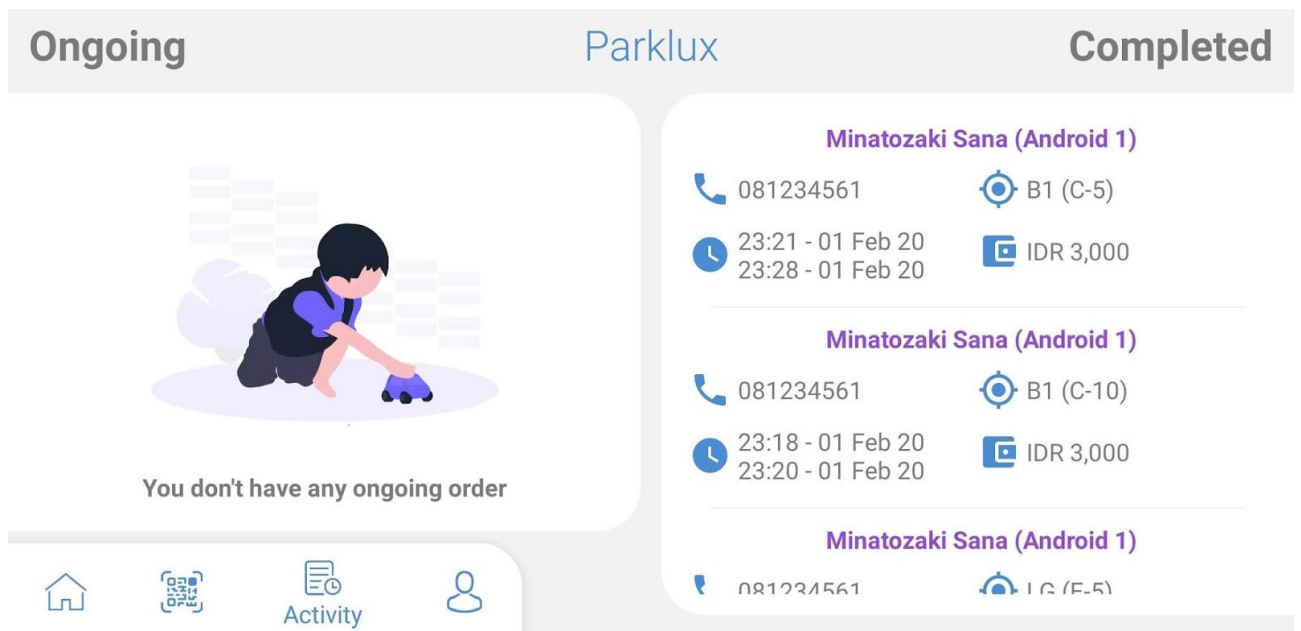 Ongoing
Parklux
Completed
You don't have any ongoing order
Activity
Minatozaki Sana (Android 1)
081234561
B1 (C-5)
23:21 - 01 Feb 20
23:28 - 01 Feb 20
IDR 3,000
Minatozaki Sana (Android 1)
081234561
B1 (C-10)
23:18 - 01 Feb 20
23:20 - 01 Feb 20
IDR 3,000
Minatozaki Sana (Android 1)
081234561